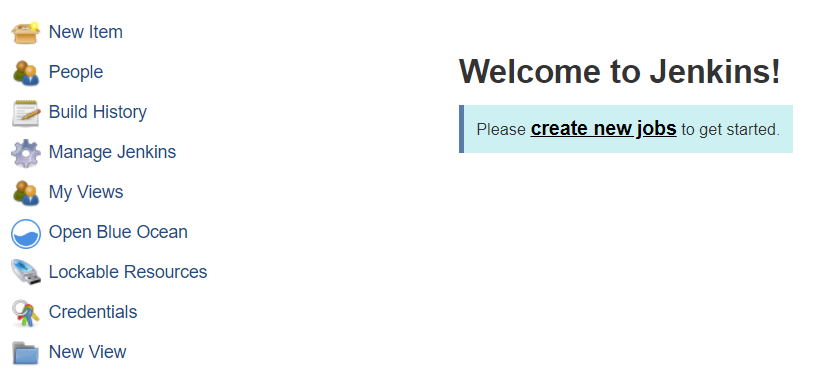 New Item
People
Build History
Manage Jenkins
My Views
Open Blue Ocean
Lockable Resources
Credentials
New View
Welcome to Jenkins!
Please create new jobs to get started.